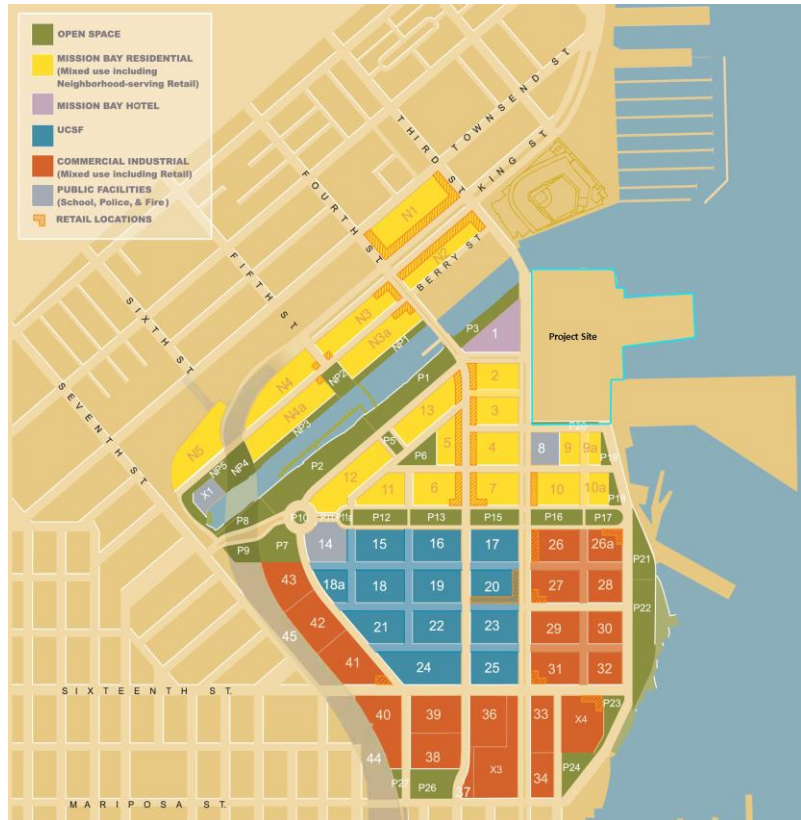 OPEN SPACE
MISSION BAY RESIDENTIAL
(Mixed use including
Neighborhood-serving Retail)
MISSION BAY HOTEL
UCSF
COMMERCIAL INDUSTRIAL
(Mixed use including Retail)
PUBLIC FACILITIES
(School, Police, & Fire)
RETAIL LOCATIONS
TOWNSEND ST.
THIRD ST.
KING ST.
FOURTH ST.
BERRY ST
FIFTH ST.
SIXTH ST.
SEVENTH ST.
N1
N2
N3
N3a
NP1
P3
1
Project Site
NP2
N4
N4a
NP3
P1
2
3
13
N5
NP5
NP4
X1
P2
P5
P6
5
4
8
9
9a
P19
12
11
6
7
10
10a
P18
P8
P10
P11a
P12
P13
P15
P16
P17
P9
P7
14
15
16
17
26
26a
P21
43
18a
18
19
20
27
28
P22
42
45
21
22
23
29
30
41
24
25
31
32
SIXTEENTH ST.
40
39
36
33
X4
P23
44
38
X3
34
P24
P27
P26
37
MARIPOSA ST.